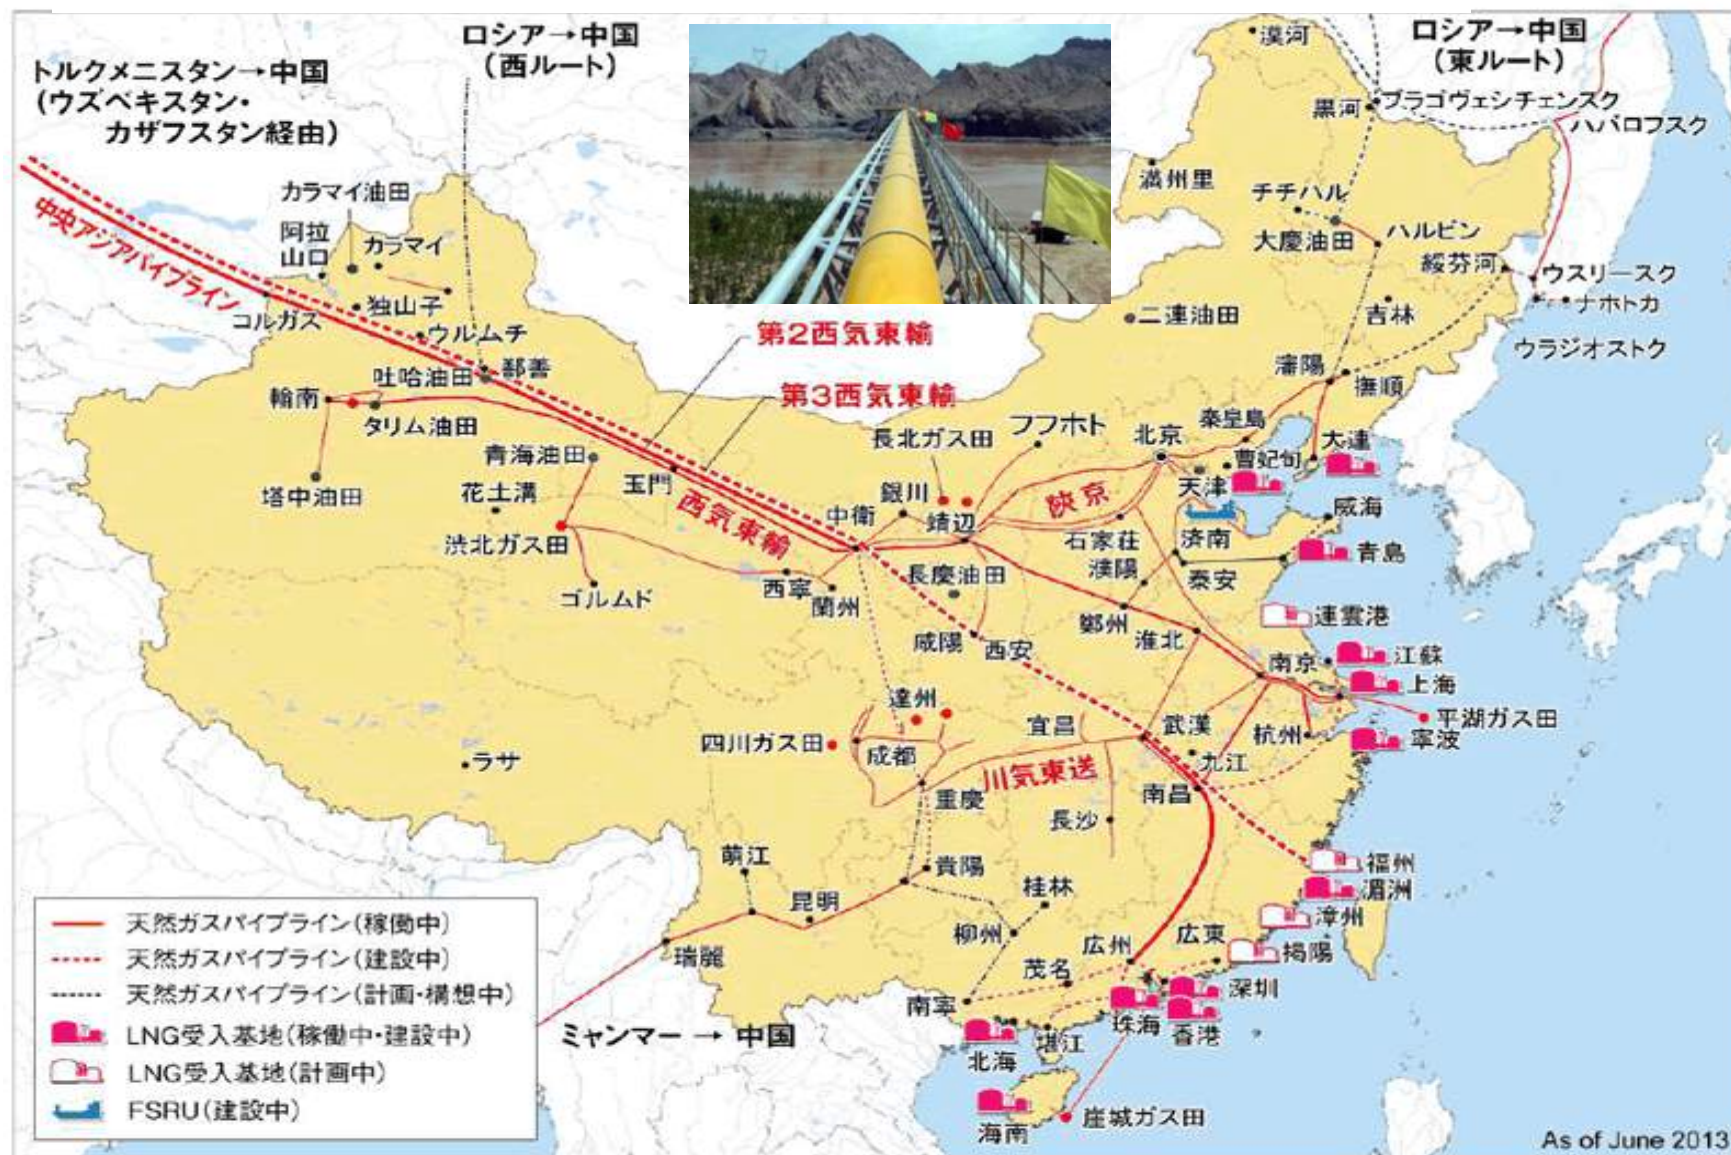 ロシア→中国
(西ルート)
ロシア→中国
(東ルート)
トルクメニスタン→中国
(ウズベキスタン・
カザフスタン経由)
中央アジアパイプライン
漠河
ブラゴヴェシチェンスク
黒河
ハバロフスク
満州里
チチハル
大慶油田
ハルビン
綏芬河
ウスリースク
ナホトカ
ウラジオストク
吉林
二連油田
瀋陽
撫順
カラマイ油田
阿拉
山口
カラマイ
独山子
コルガス
ウルムチ
鄯善
吐哈油田
輪南
タリム油田
塔中油田
第2西気東輸
第3西気東輸
青海油田
花土溝
玉門
西気東輸
渋北ガス田
ゴルムド
西寧
蘭州
中衛
銀川
長北ガス田
フフホト
靖辺
陝京
北京
秦皇島
大連
曹妃甸
天津
石家荘
済南
威海
青島
濮陽
泰安
長慶油田
咸陽
西安
鄭州
淮北
連雲港
南京
江蘇
上海
平湖ガス田
寧波
杭州
達州
四川ガス田
成都
宜昌
武漢
九江
川気東送
重慶
長沙
南昌
ラサ
萌江
昆明
貴陽
桂林
柳州
瑞麗
広州
広東
茂名
南寧
福州
湄洲
漳州
掲陽
深圳
珠海
香港
北海
堪江
海南
崖城ガス田
ミャンマー → 中国
天然ガスパイプライン(稼働中)
天然ガスパイプライン(建設中)
天然ガスパイプライン(計画・構想中)
LNG受入基地(稼働中・建設中)
LNG受入基地(計画中)
FSRU(建設中)
As of June 2013